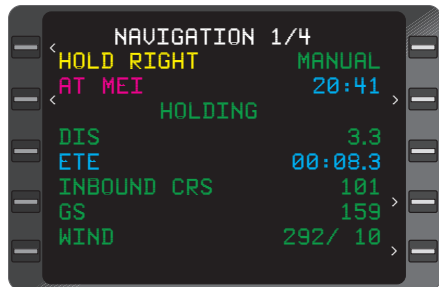 NAVIGATION 1/4
‹HOLD RIGHT MANUAL
‹AT MEI 20:41 ›
HOLDING
DIS 3.3
ETE 00:08.3
INBOUND CRS 101 ›
GS 159
WIND 292/ 10 ›